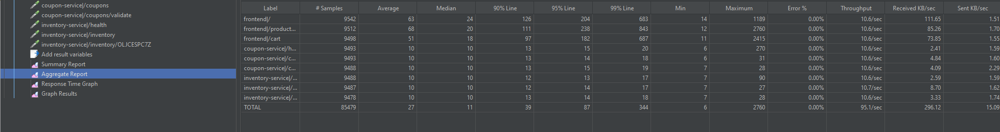 coupon-service|/coupons
coupon-service|/coupons/validate
inventory-service|/health
inventory-service|/inventory
inventory-service|/inventory/OLJCESPC7Z
Add result variables
Summary Report
Aggregate Report
Response Time Graph
Graph Results
Label # Samples Average Median 90% Line 95% Line 99% Line Min Maximum Error % Throughput Received KB/sec Sent KB/sec
frontend|/ 9542 63 24 126 204 683 14 1189 0.00% 10.6/sec 111.65 1.51
frontend|/product... 9512 68 20 111 238 843 12 2760 0.00% 10.6/sec 85.26 1.70
frontend|/cart 9498 51 18 97 182 687 11 2415 0.00% 10.6/sec 73.85 1.55
coupon-service|/h... 9493 10 10 13 15 20 6 270 0.00% 10.6/sec 2.41 1.59
coupon-service|/c... 9493 10 10 13 14 18 6 31 0.00% 10.6/sec 4.84 1.60
coupon-service|/c... 9488 10 10 13 15 19 7 28 0.00% 10.6/sec 4.09 2.29
inventory-service|/... 9488 10 10 12 13 17 7 90 0.00% 10.6/sec 2.59 1.59
inventory-service|/... 9487 10 10 12 14 17 7 27 0.00% 10.7/sec 8.70 1.62
inventory-service|/... 9478 10 10 13 14 18 7 28 0.00% 10.6/sec 3.33 1.74
TOTAL 85479 27 11 39 87 344 6 2760 0.00% 95.1/sec 296.12 15.09